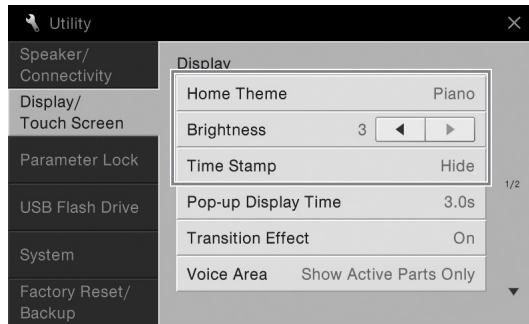 Utility
Speaker/
Connectivity
Display/
Touch Screen
Parameter Lock
USB Flash Drive
System
Factory Reset/
Backup
Display
Home Theme Piano
Brightness 3
Time Stamp Hide
Pop-up Display Time 3.0s
Transition Effect On
Voice Area Show Active Parts Only
1/2